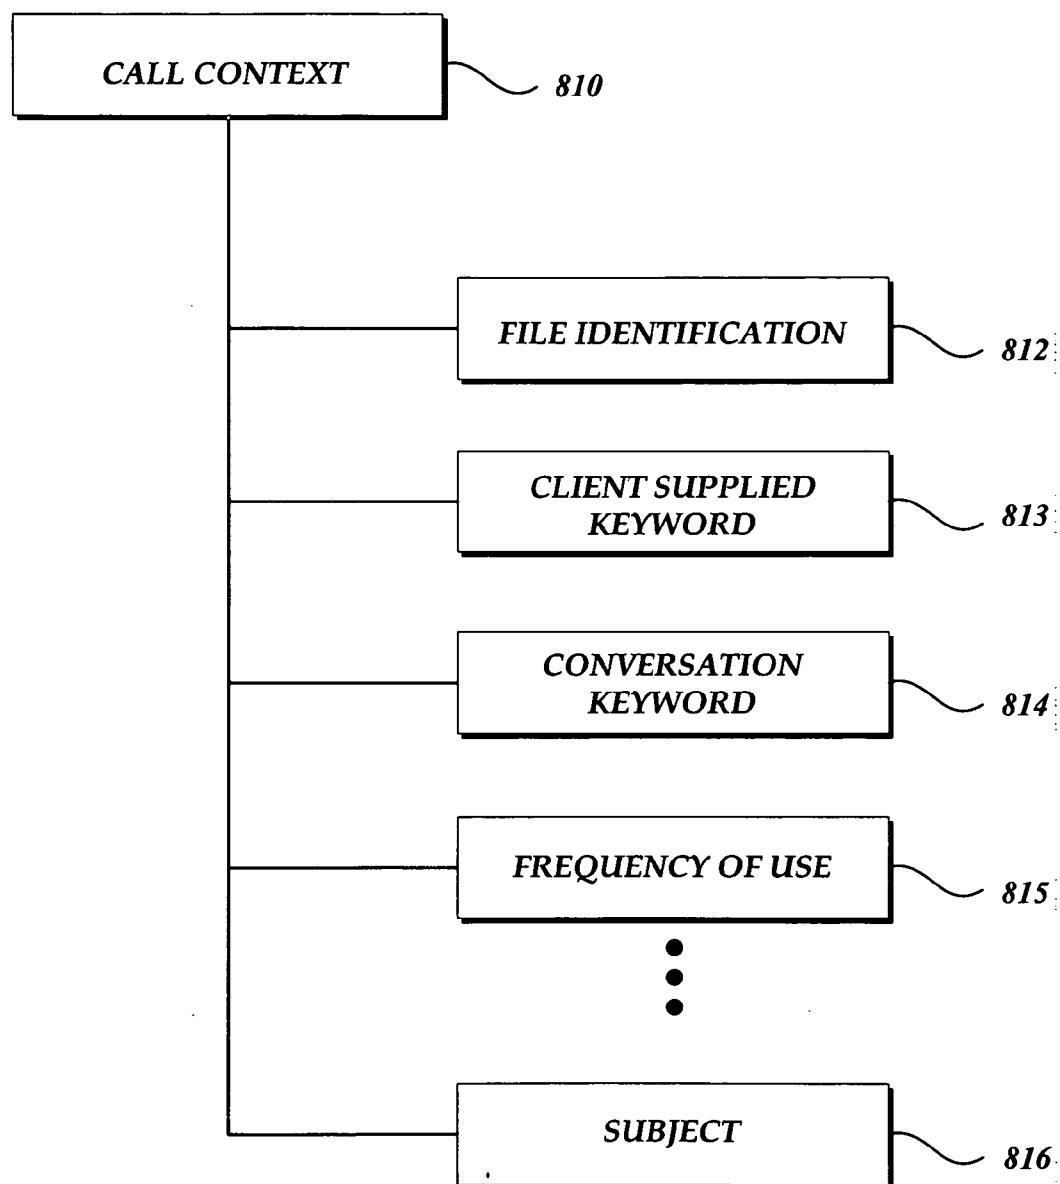 CALL CONTEXT
810
FILE IDENTIFICATION
812
CLIENT SUPPLIED
KEYWORD
813
CONVERSATION
KEYWORD
814
FREQUENCY OF USE
815
SUBJECT
816